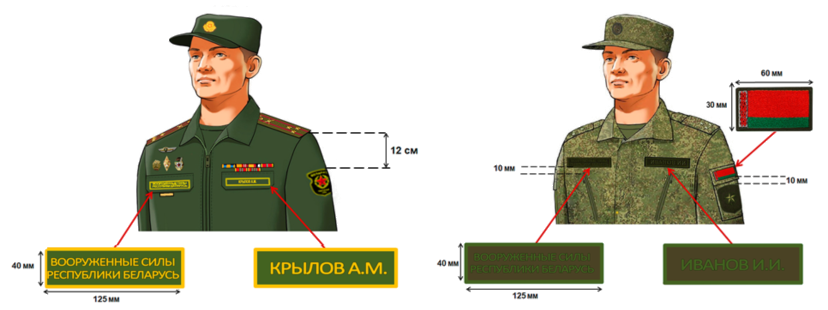 12 см
ВООРУЖЕННЫЕ СИЛЫ
РЕСПУБЛИКИ БЕЛАРУСЬ
40 мм
125 мм
КРЫЛОВ А.М.
60 мм
30 мм
10 мм
10 мм
ВООРУЖЕННЫЕ СИЛЫ
РЕСПУБЛИКИ БЕЛАРУСЬ
40 мм
125 мм
ИВАНОВ И.И.